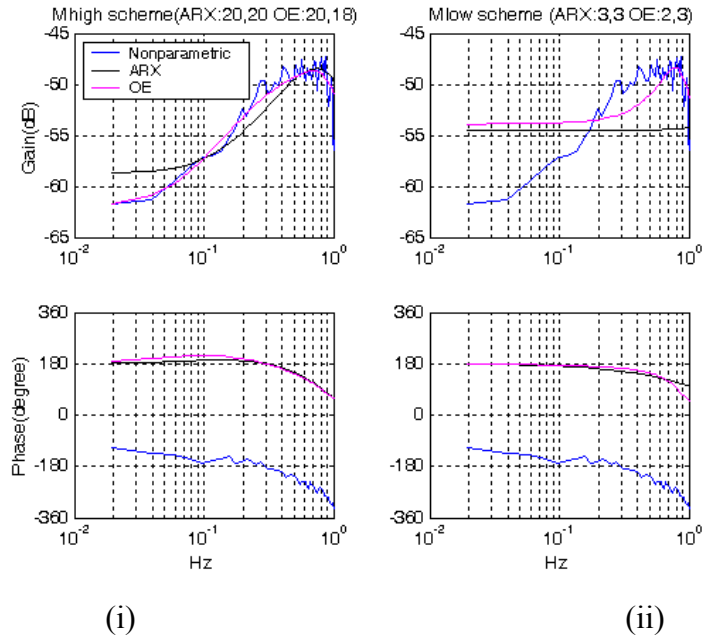 Mhigh scheme(ARX:20,20 OE:20,18)
Gain(dB)
-45
-50
-55
-60
-65
Nonparametric
ARX
OE
10^-2
10^-1
10^0
Mlow scheme (ARX:3,3 OE:2,3)
-45
-50
-55
-60
-65
10^-2
10^-1
10^0
Phase(degree)
360
180
0
-180
-360
10^-2
10^-1
10^0
Hz
360
180
0
-180
-360
10^-2
10^-1
10^0
Hz
(i)
(ii)